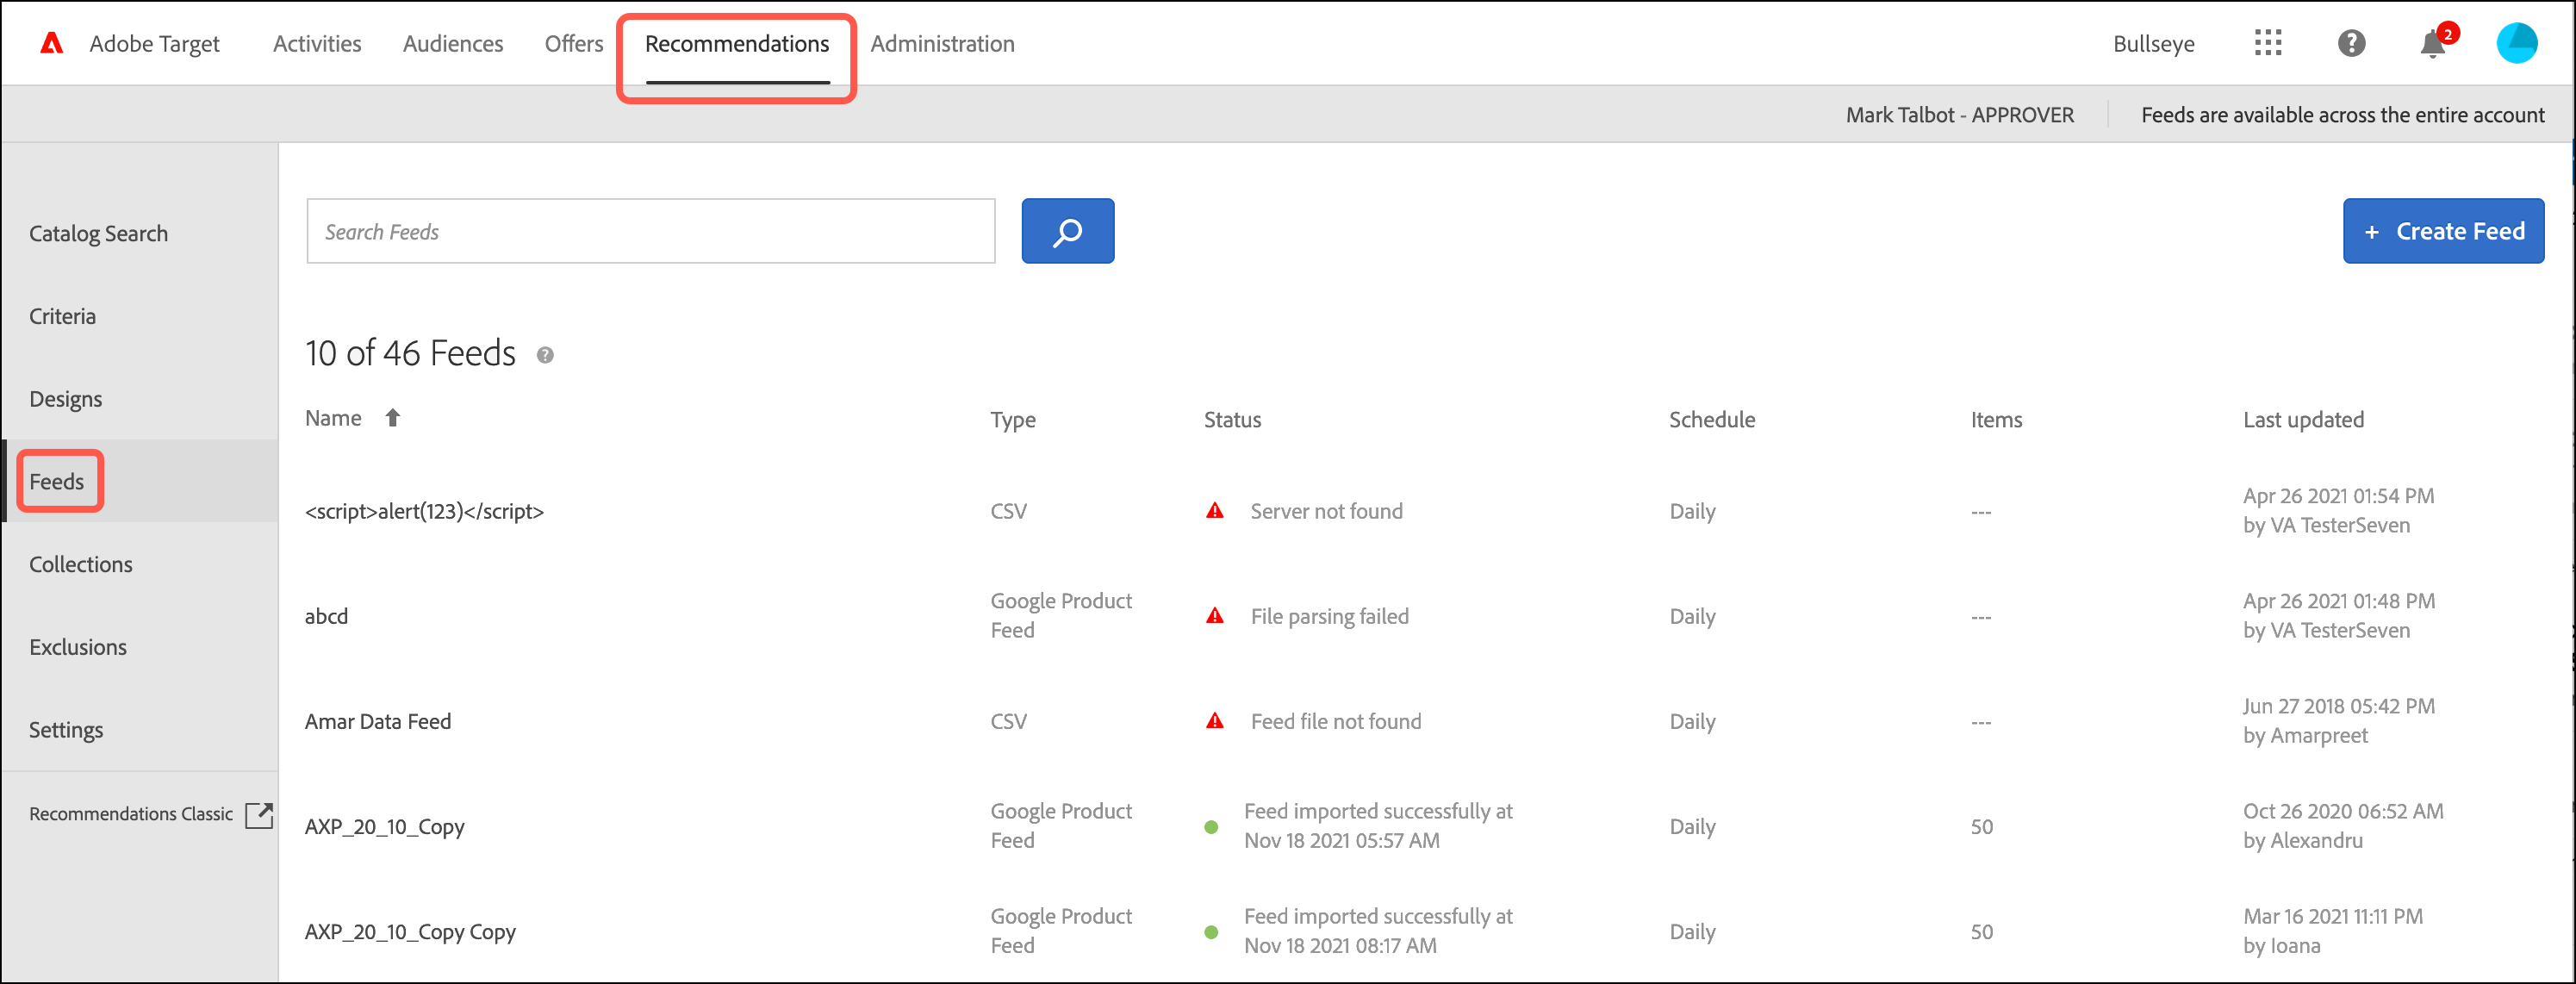 Adobe Target Activities Audiences Offers Recommendations Administration Bullseye 2
Mark Talbot - APPROVER Feeds are available across the entire account
Catalog Search
Criteria
Designs
Feeds
Collections
Exclusions
Settings
Recommendations Classic
Search Feeds
+ Create Feed
10 of 46 Feeds ?
Name Type Status Schedule Items Last updated
<script>alert(123)</script> CSV Server not found Daily --- Apr 26 2021 01:54 PM
by VA TesterSeven
abcd Google Product Feed File parsing failed Daily --- Apr 26 2021 01:48 PM
by VA TesterSeven
Amar Data Feed CSV Feed file not found Daily --- Jun 27 2018 05:42 PM
by Amarpreet
AXP_20_10_Copy Google Product Feed Feed imported successfully at Nov 18 2021 05:57 AM Daily 50 Oct 26 2020 06:52 AM
by Alexandru
AXP_20_10_Copy Copy Google Product Feed Feed imported successfully at Nov 18 2021 08:17 AM Daily 50 Mar 16 2021 11:11 PM
by Ioana